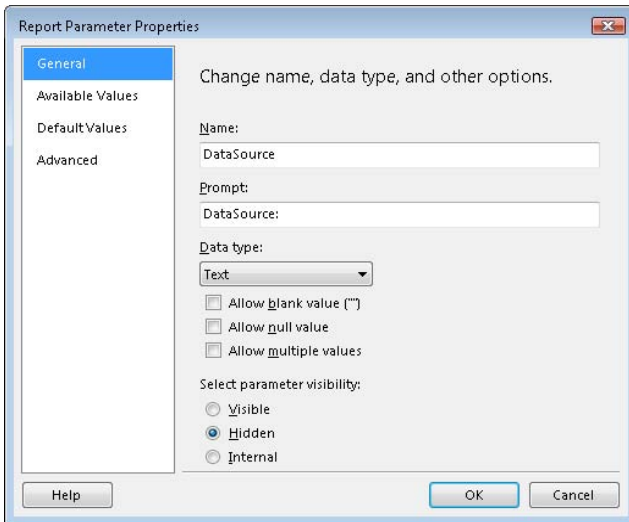 Report Parameter Properties
General
Available Values
Default Values
Advanced
Change name, data type, and other options.
Name:
DataSource
Prompt:
DataSource:
Data type:
Text
Allow blank value ("")
Allow null value
Allow multiple values
Select parameter visibility:
Visible
Hidden
Internal
Help
OK
Cancel